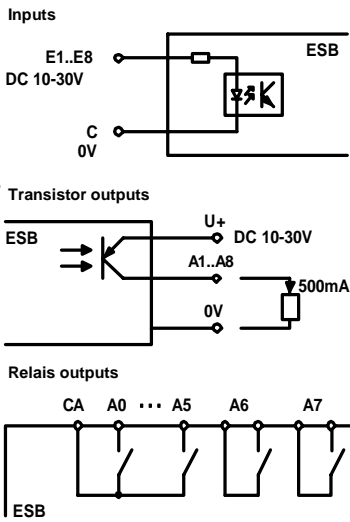 Inputs
E1..E8
ESB
DC 10-30V
C
0V
Transistor outputs
U+
ESB
DC 10-30V
A1..A8
500mA
0V
Relais outputs
CA A0 ··· A5 A6 A7
ESB